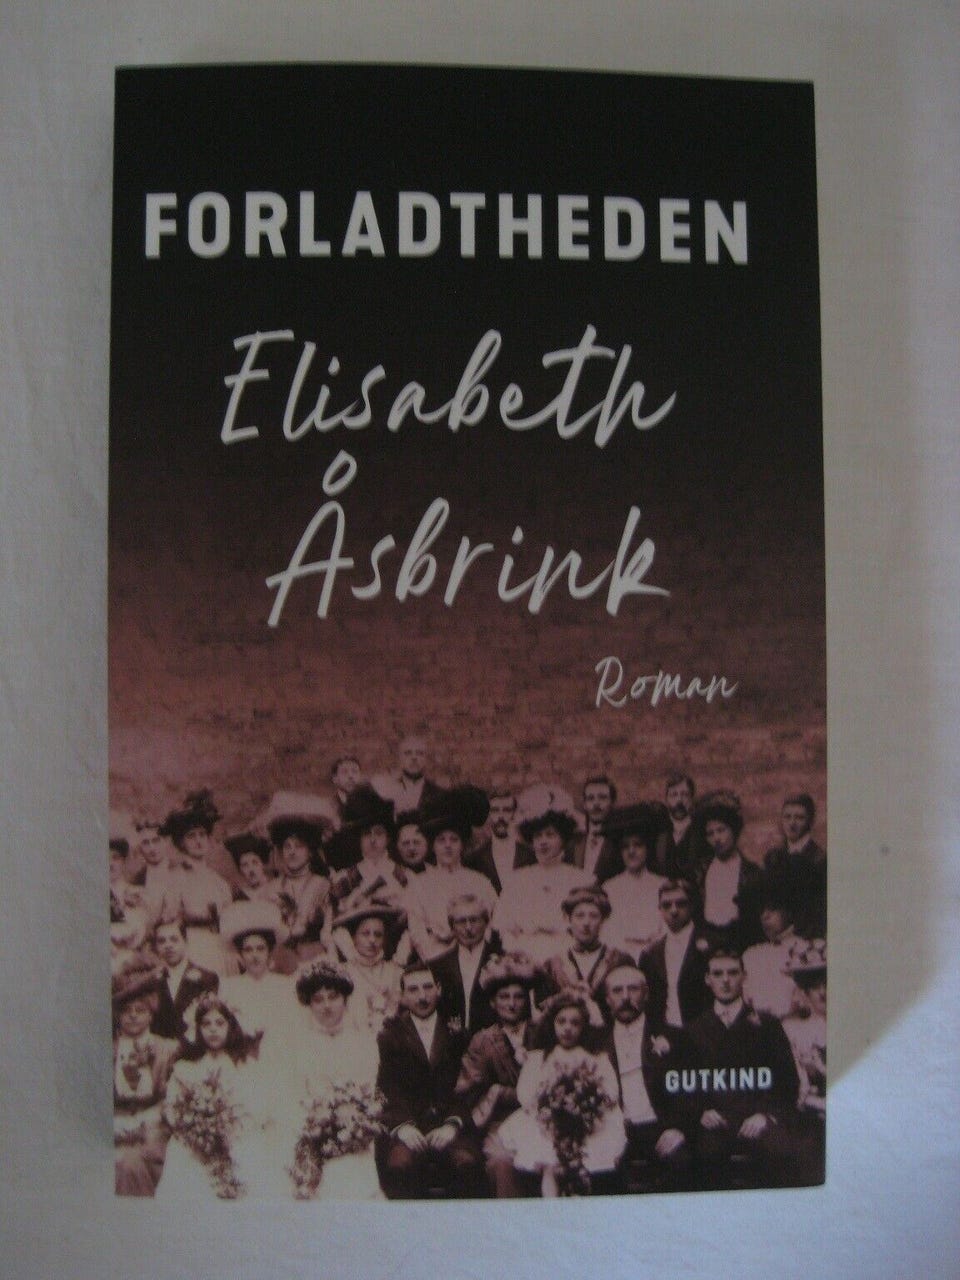 FORLADTHEDEN
Elisabeth
Åsbrink
Roman
GUTKIND